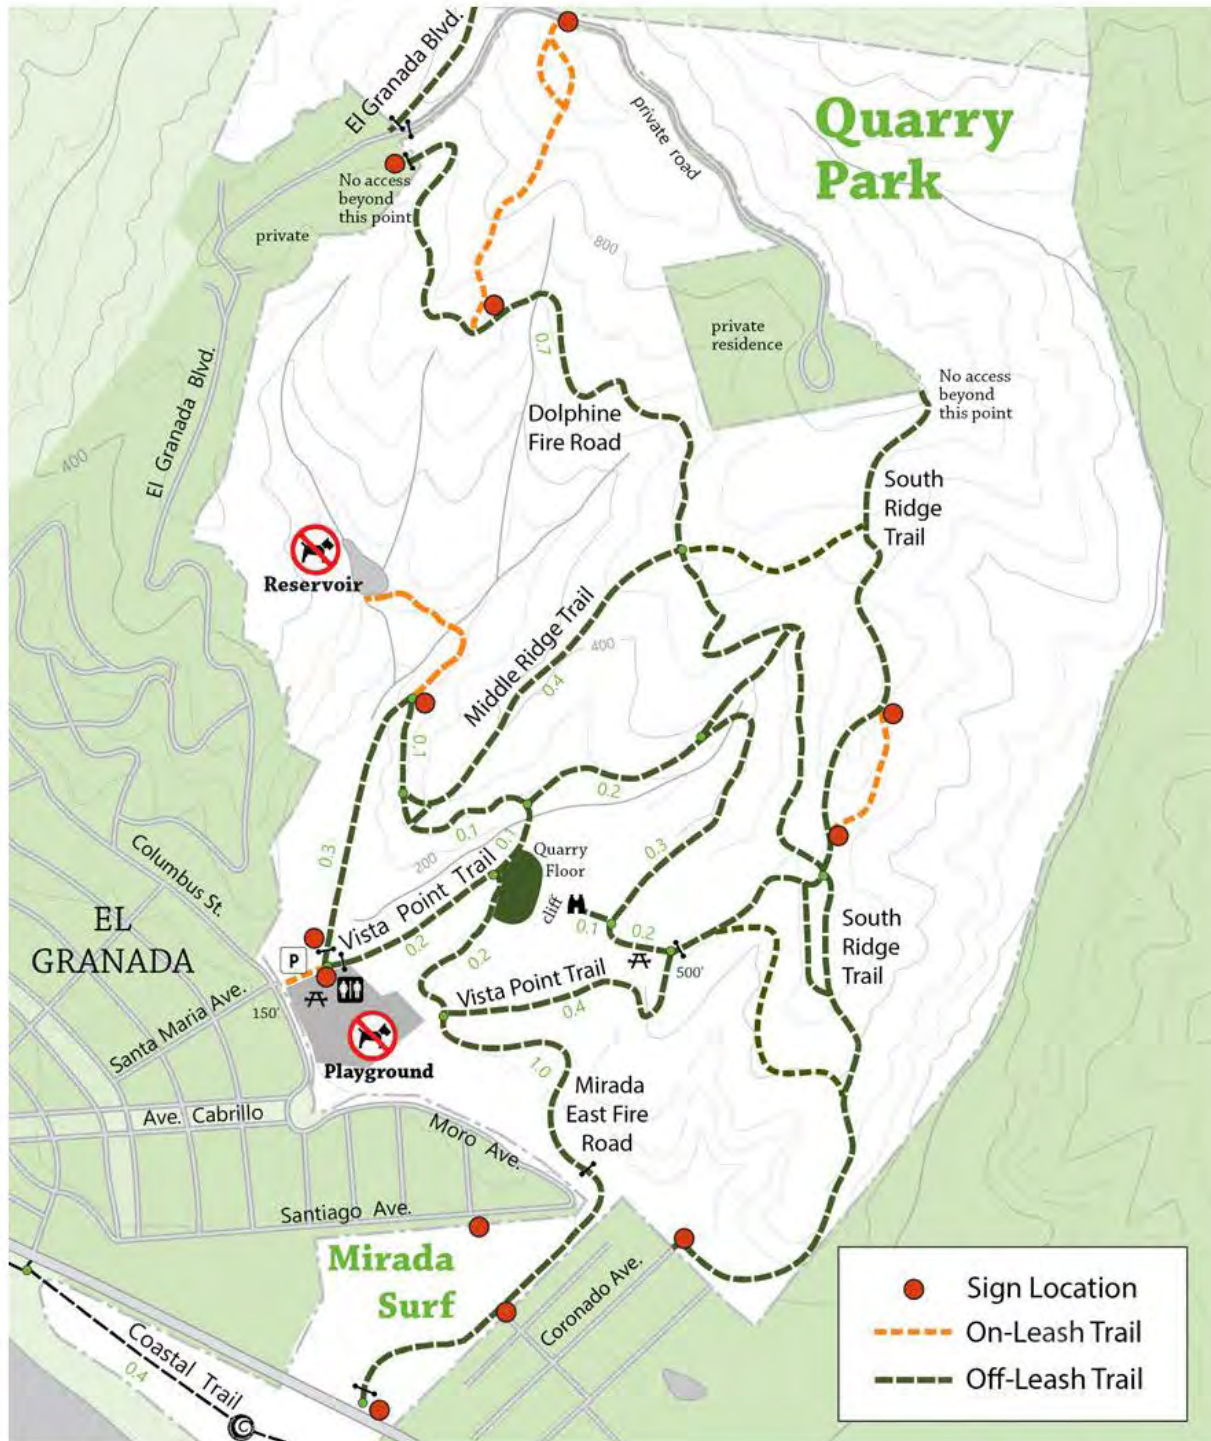 El Granada Blvd.
Quarry
Park
private road
No access
beyond
this point
private
800
private
residence
0.7
No access
beyond
this point
El Granada Blvd.
Dolphine
Fire Road
400
South
Ridge
Trail
Reservoir
Middle Ridge Trail
400
0.4
0.1
0.2
0.1
0.1
0.3
Quarry
Floor
0.3
200
Columbus St.
cliff
Vista Point Trail
0.2
0.1
0.2
EL
GRANADA
P
South
Ridge
Trail
0.2
500'
Vista Point Trail
0.4
Santa Maria Ave.
150'
Playground
1.0
Mirada
East Fire
Road
Ave. Cabrillo
Moro Ave.
Santiago Ave.
Mirada
Surf
Coronado Ave.
Coastal Trail
0.4
C
Sign Location
On-Leash Trail
Off-Leash Trail